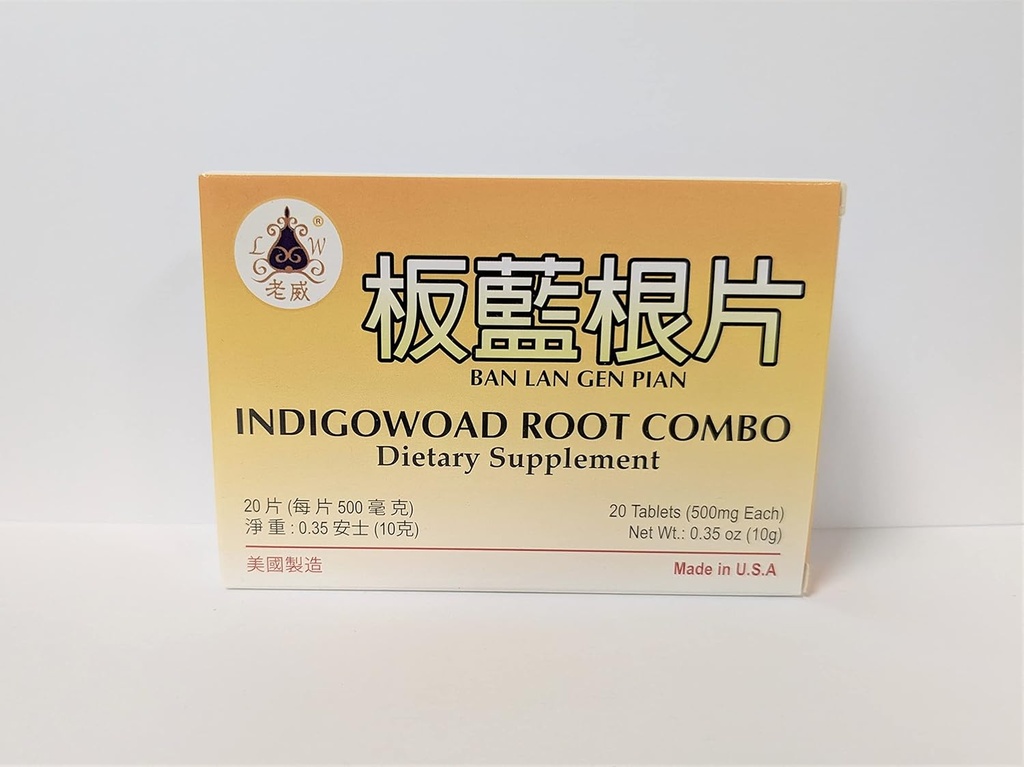 L W ®
老威
板藍根片
BAN LAN GEN PIAN
INDIGOWOAD ROOT COMBO
Dietary Supplement
20 片 (每 片 500 毫 克)
淨 重 : 0.35 安士 (10克)
20 Tablets (500mg Each)
Net Wt.: 0.35 oz (10g)
美國製造
Made in U.S.A